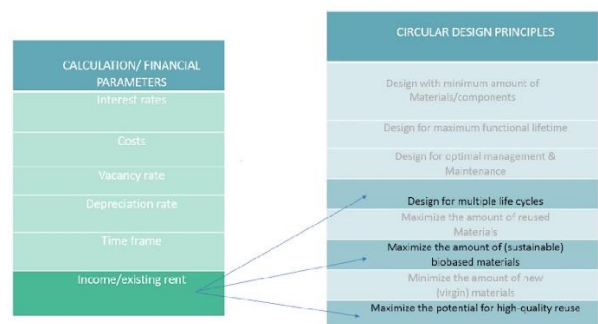 CALCULATION/ FINANCIAL
PARAMETERS
Interest rates
Costs
Vacancy rate
Depreciation rate
Time frame
Income/existing rent
CIRCULAR DESIGN PRINCIPLES
Design with minimum amount of
Materials/components
Design for maximum functional lifetime
Design for optimal management &
Maintenance
Design for multiple life cycles
Maximize the amount of reused
Materials
Maximize the amount of (sustainable)
biobased materials
Minimize the amount of new
(virgin) materials
Maximize the potential for high-quality reuse